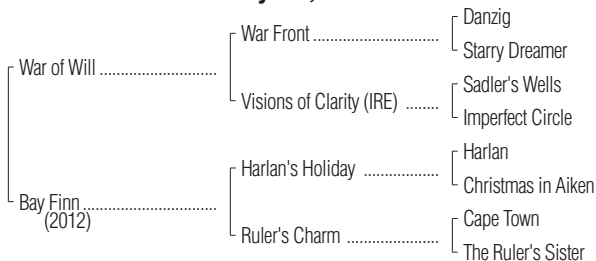 Danzig
War Front
Starry Dreamer
War of Will
Sadler's Wells
Visions of Clarity (IRE)
Imperfect Circle
Harlan
Harlan's Holiday
Christmas in Aiken
Bay Finn
(2012)
Cape Town
Ruler's Charm
The Ruler's Sister